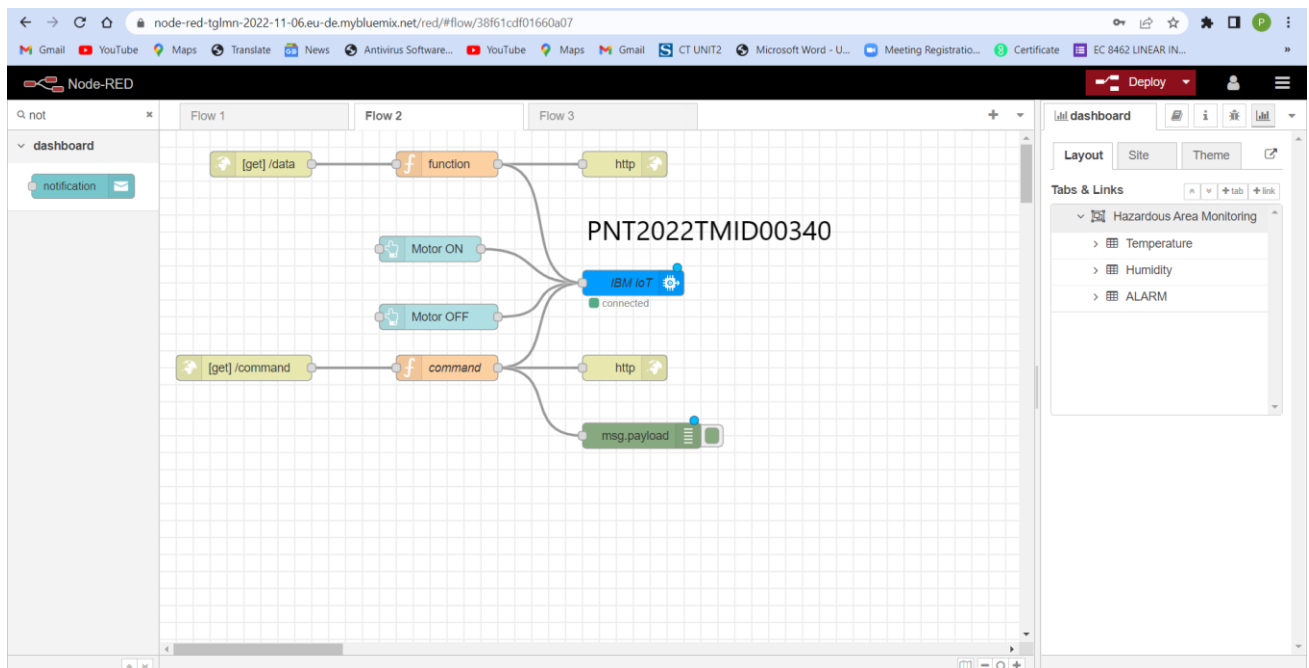 node-red-tglmn-2022-11-06.eu-de.mybluemix.net/red/#flow/38f61cdf01660a07
P
Gmail YouTube Maps Translate News Antivirus Software... YouTube Maps Gmail CT UNIT2 Microsoft Word - U... Meeting Registratio... Certificate EC 8462 LINEAR IN... »
Node-RED Deploy
not × Flow 1 Flow 2 Flow 3 + dashboard i
dashboard
[get] /data function http
Layout Site Theme
notification
Tabs & Links +tab +link
PNT2022TMID00340
Hazardous Area Monitoring
Motor ON
Temperature
IBM IoT
Humidity
connected
ALARM
Motor OFF
[get] /command command http
msg.payload